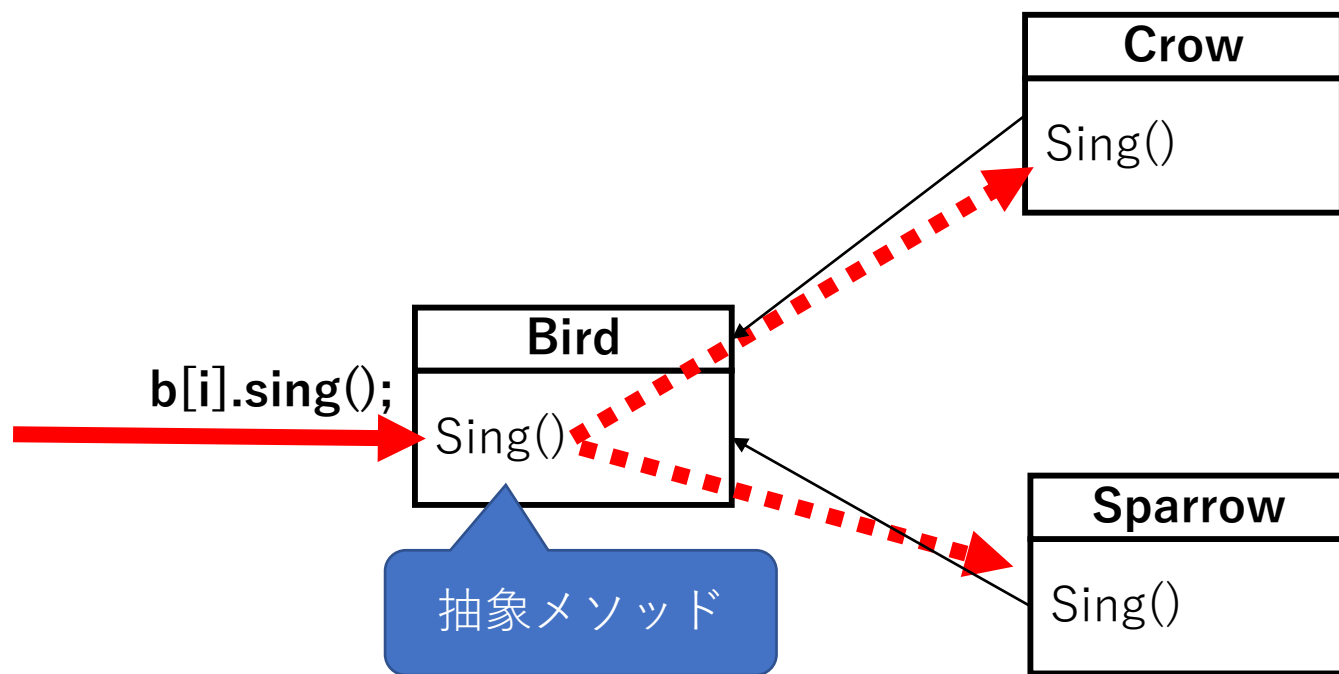 Crow
Sing()
Bird
b[i].sing();
Sing()
抽象メソッド
Sparrow
Sing()